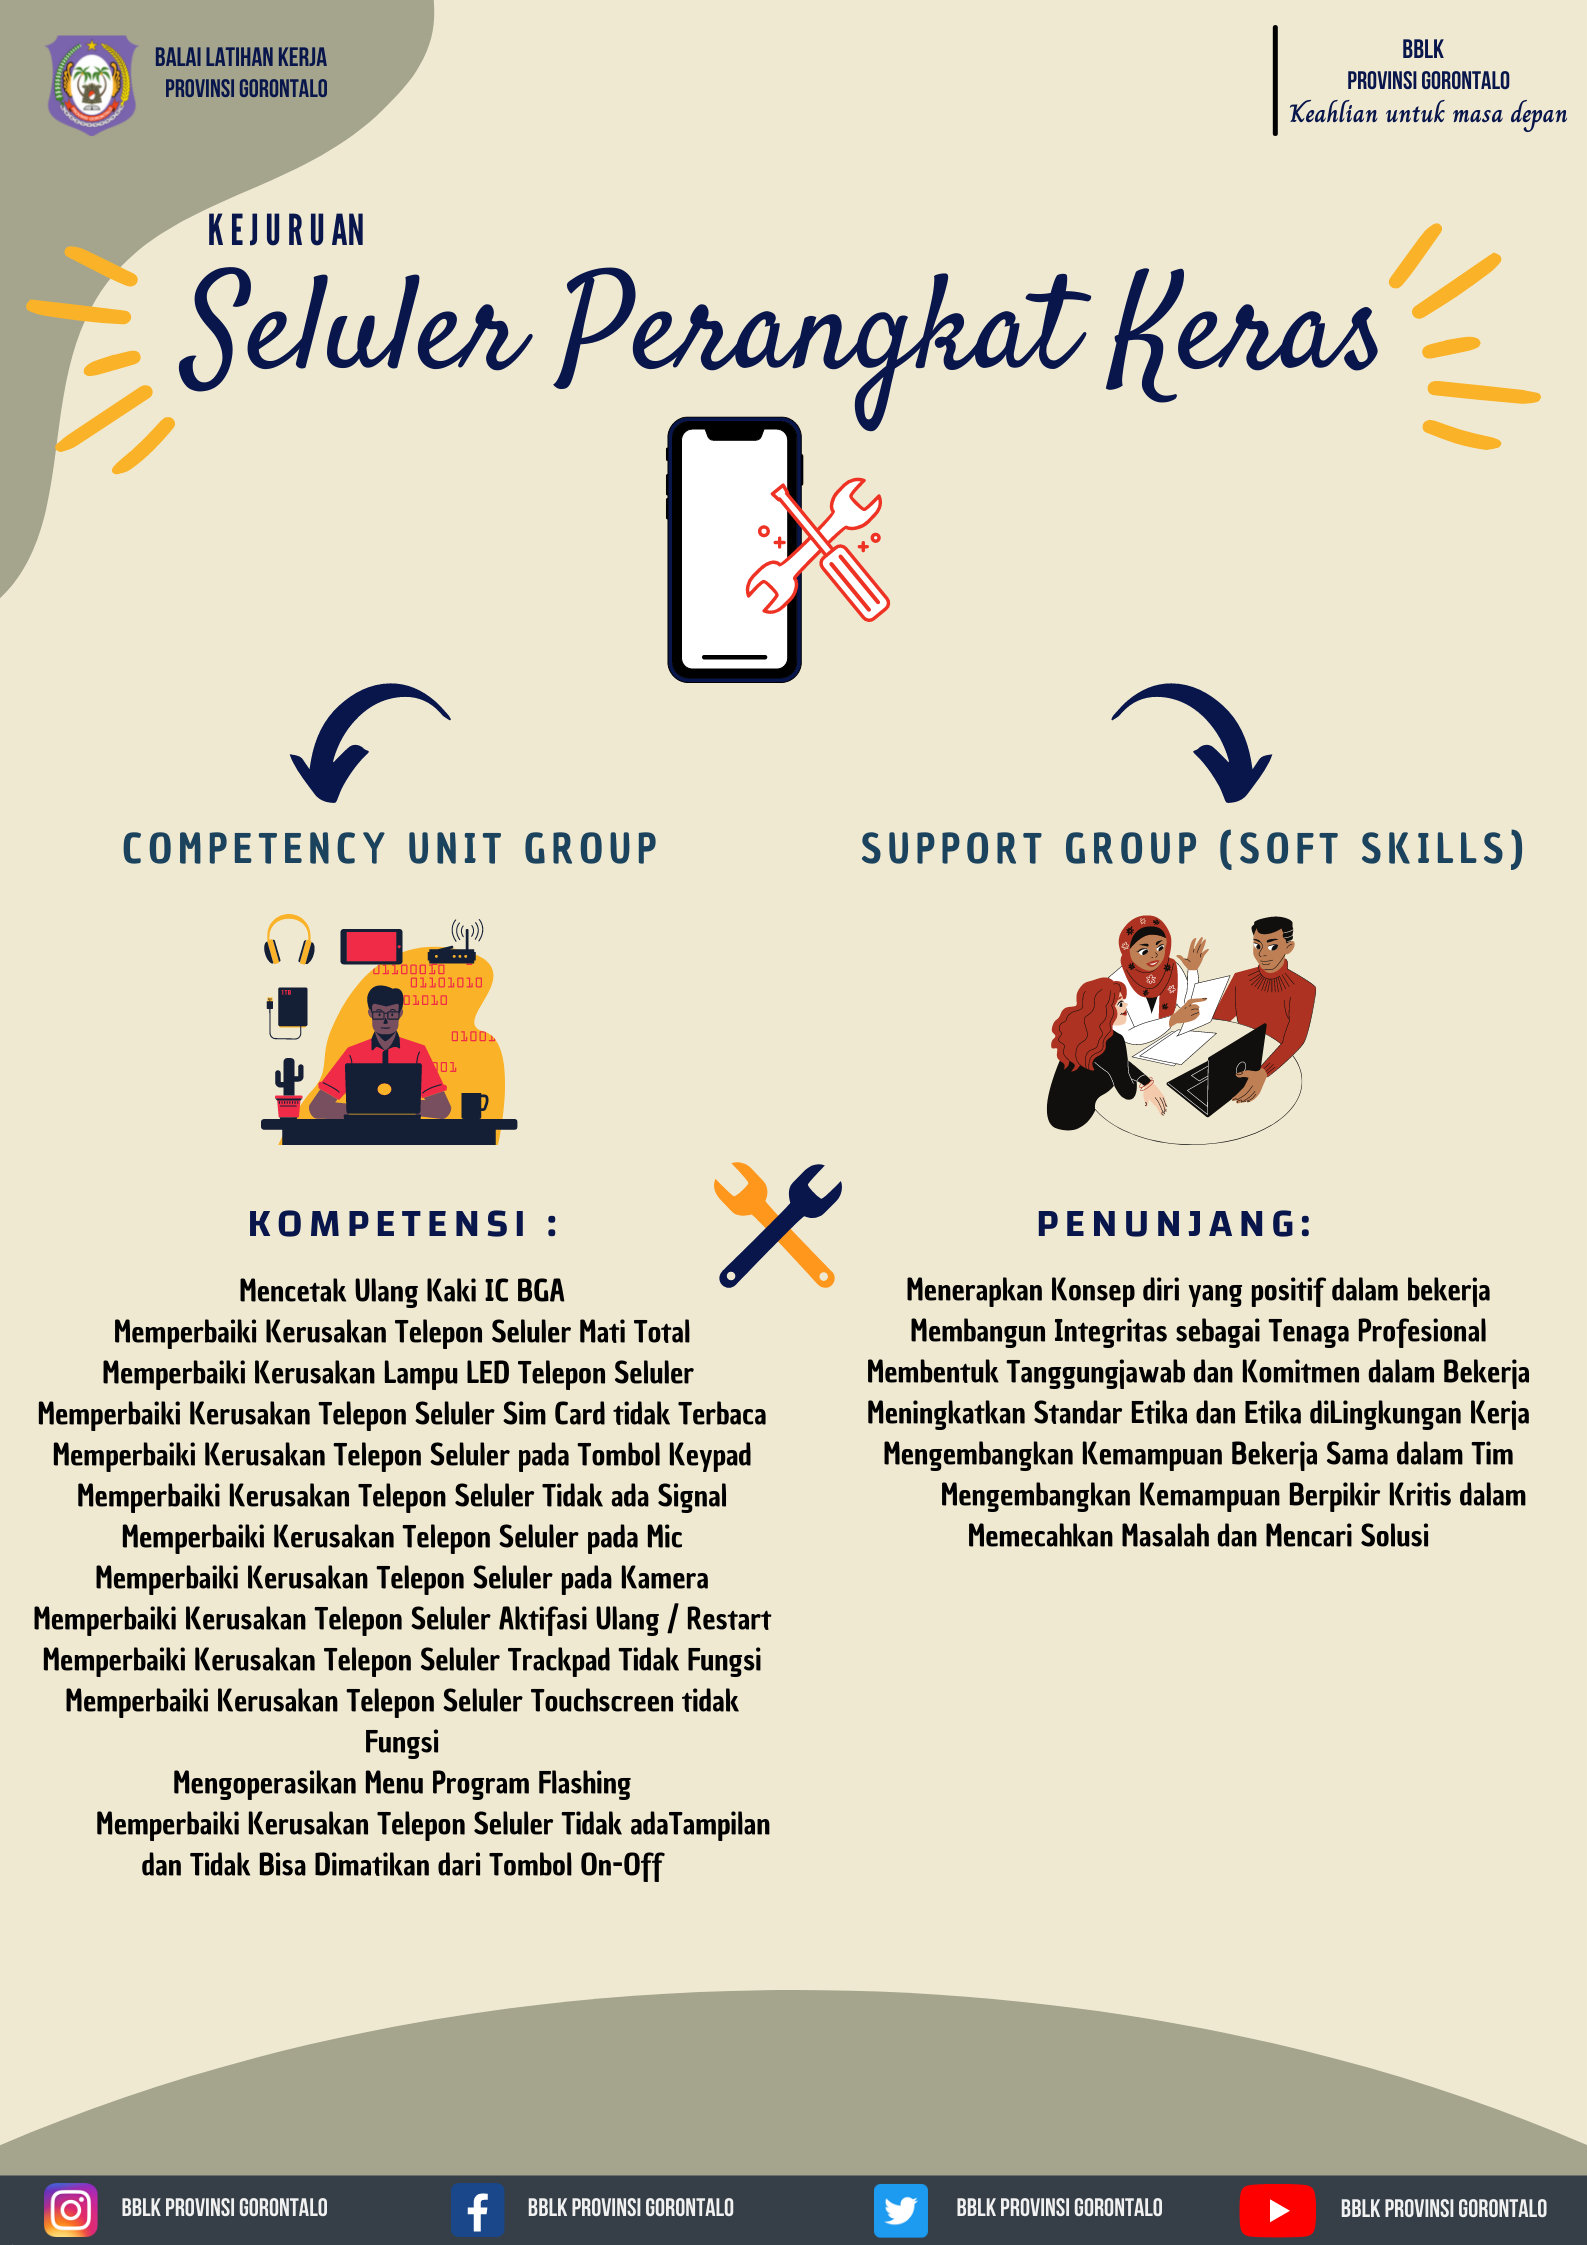 BALAI LATIHAN KERJA
PROVINSI GORONTALO
BBLK
PROVINSI GORONTALO
Keahlian untuk masa depan
KEJURUAN
Seluler Perangkat Keras
COMPETENCY UNIT GROUP
SUPPORT GROUP (SOFT SKILLS)
1TB
01100010
01101010
01010
01001
001
KOMPETENSI :
Mencetak Ulang Kaki IC BGA
Memperbaiki Kerusakan Telepon Seluler Mati Total
Memperbaiki Kerusakan Lampu LED Telepon Seluler
Memperbaiki Kerusakan Telepon Seluler Sim Card tidak Terbaca
Memperbaiki Kerusakan Telepon Seluler pada Tombol Keypad
Memperbaiki Kerusakan Telepon Seluler Tidak ada Signal
Memperbaiki Kerusakan Telepon Seluler pada Mic
Memperbaiki Kerusakan Telepon Seluler pada Kamera
Memperbaiki Kerusakan Telepon Seluler Aktifasi Ulang / Restart
Memperbaiki Kerusakan Telepon Seluler Trackpad Tidak Fungsi
Memperbaiki Kerusakan Telepon Seluler Touchscreen tidak
Fungsi
Mengoperasikan Menu Program Flashing
Memperbaiki Kerusakan Telepon Seluler Tidak adaTampilan
dan Tidak Bisa Dimatikan dari Tombol On-Off
PENUNJANG:
Menerapkan Konsep diri yang positif dalam bekerja
Membangun Integritas sebagai Tenaga Profesional
Membentuk Tanggungjawab dan Komitmen dalam Bekerja
Meningkatkan Standar Etika dan Etika diLingkungan Kerja
Mengembangkan Kemampuan Bekerja Sama dalam Tim
Mengembangkan Kemampuan Berpikir Kritis dalam
Memecahkan Masalah dan Mencari Solusi
BBLK PROVINSI GORONTALO
BBLK PROVINSI GORONTALO
BBLK PROVINSI GORONTALO
BBLK PROVINSI GORONTALO